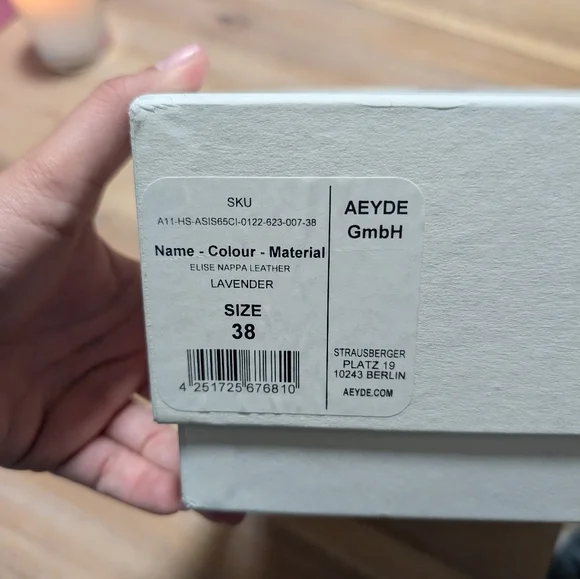 SKU
A11-HS-ASIS65CI-0122-623-007-38
Name - Colour - Material
ELISE NAPPA LEATHER
LAVENDER
SIZE
38
4 251725 676810
AEYDE
GmbH
STRAUSBERGER
PLATZ 19
10243 BERLIN
AEYDE.COM